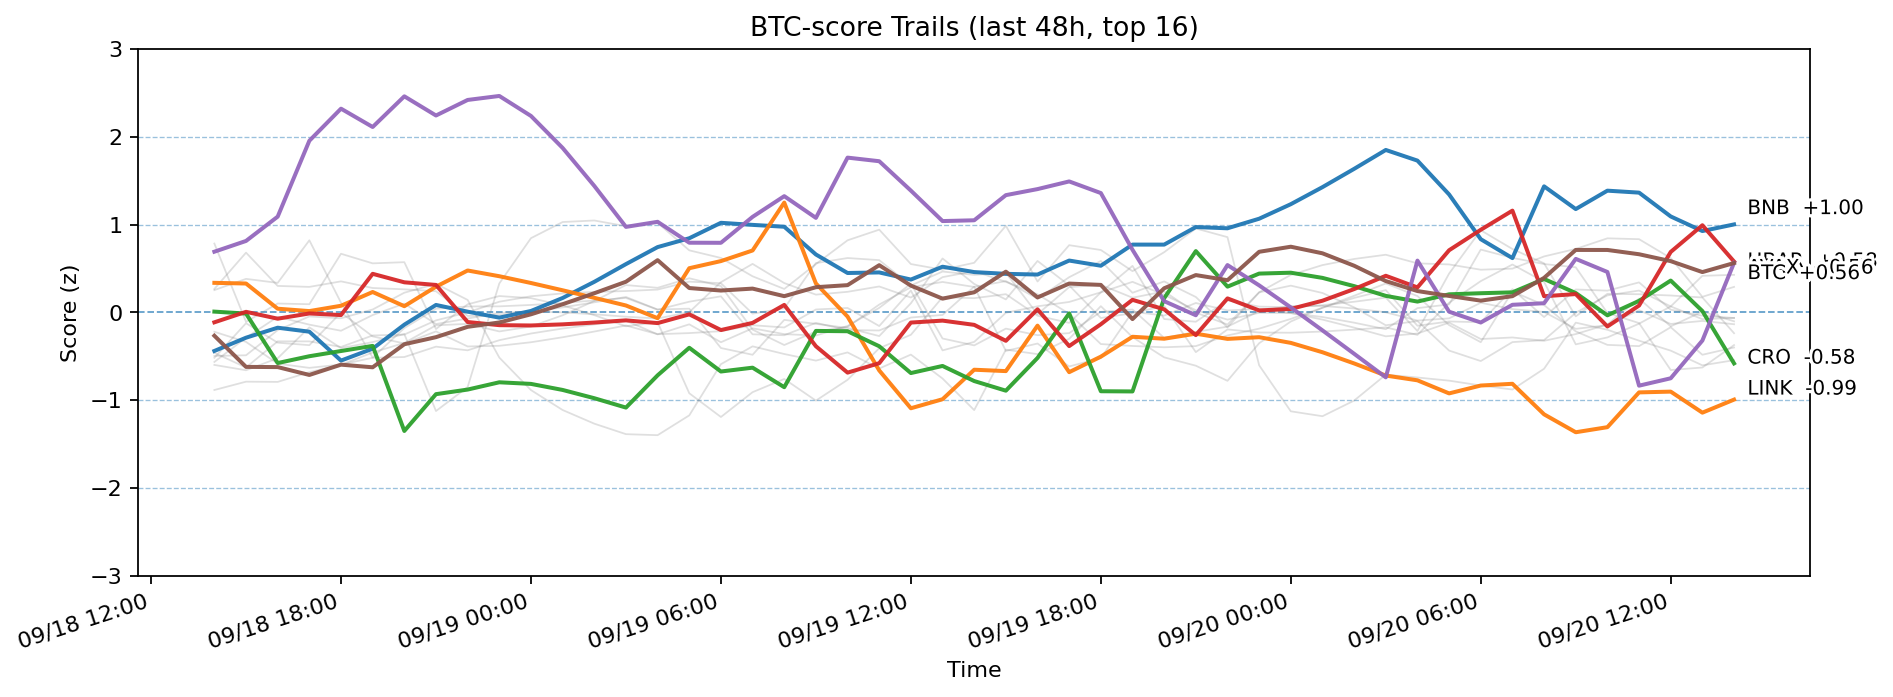 BTC-score Trails (last 48h, top 16)
Score (z)
3
2
1
0
−1
−2
−3
BNB +1.00
BTC +0.56
CRO -0.58
LINK -0.99
09/18 12:00
09/18 18:00
09/19 00:00
09/19 06:00
09/19 12:00
09/19 18:00
09/20 00:00
09/20 06:00
09/20 12:00
Time